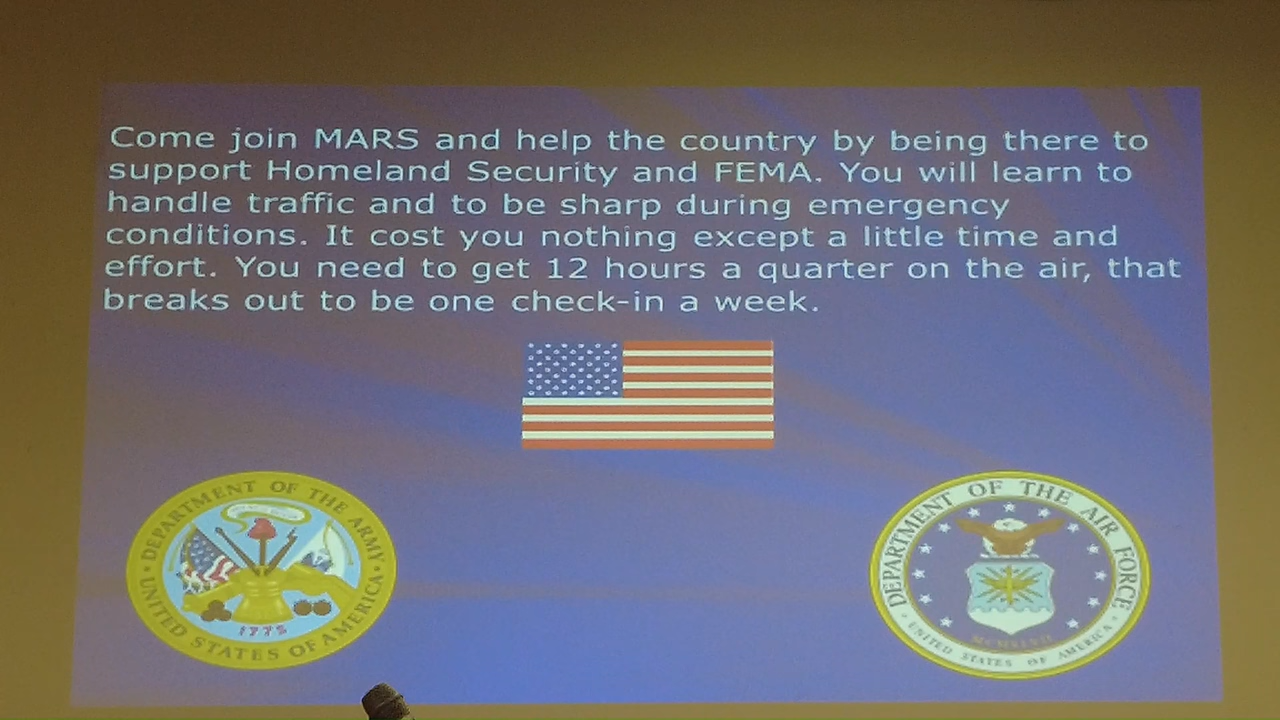 Come join MARS and help the country by being there to
support Homeland Security and FEMA. You will learn to
handle traffic and to be sharp during emergency
conditions. It cost you nothing except a little time and
effort. You need to get 12 hours a quarter on the air, that
breaks out to be one check-in a week.
DEPARTMENT OF THE ARMY
UNITED STATES OF AMERICA
1775
DEPARTMENT OF THE AIR FORCE
UNITED STATES OF AMERICA
MCMXLVII